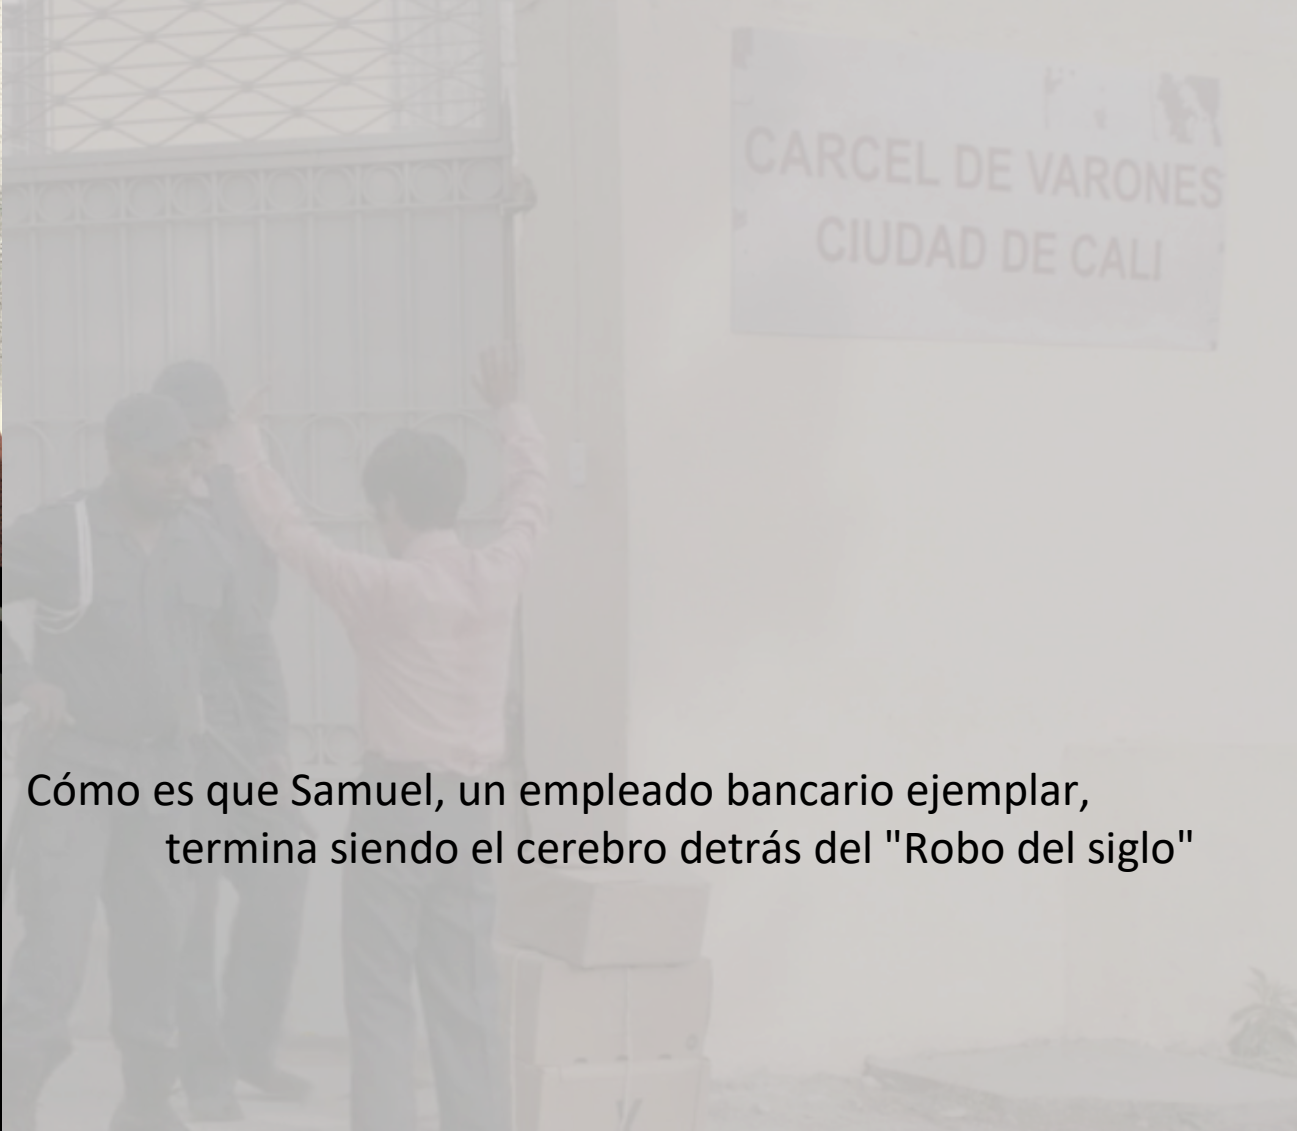 CARCEL DE VARONES
CIUDAD DE CALI
Cómo es que Samuel, un empleado bancario ejemplar,
termina siendo el cerebro detrás del "Robo del siglo"